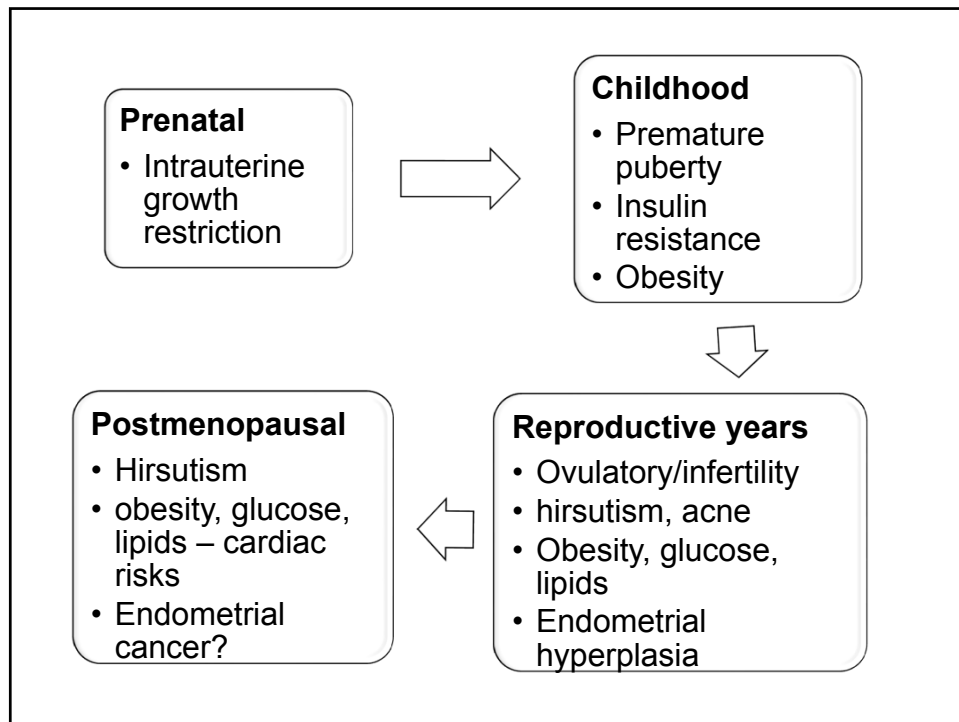 Prenatal
• Intrauterine
growth
restriction
Childhood
• Premature
puberty
• Insulin
resistance
• Obesity
Reproductive years
• Ovulatory/infertility
• hirsutism, acne
• Obesity, glucose,
lipids
• Endometrial
hyperplasia
Postmenopausal
• Hirsutism
• obesity, glucose,
lipids – cardiac
risks
• Endometrial
cancer?